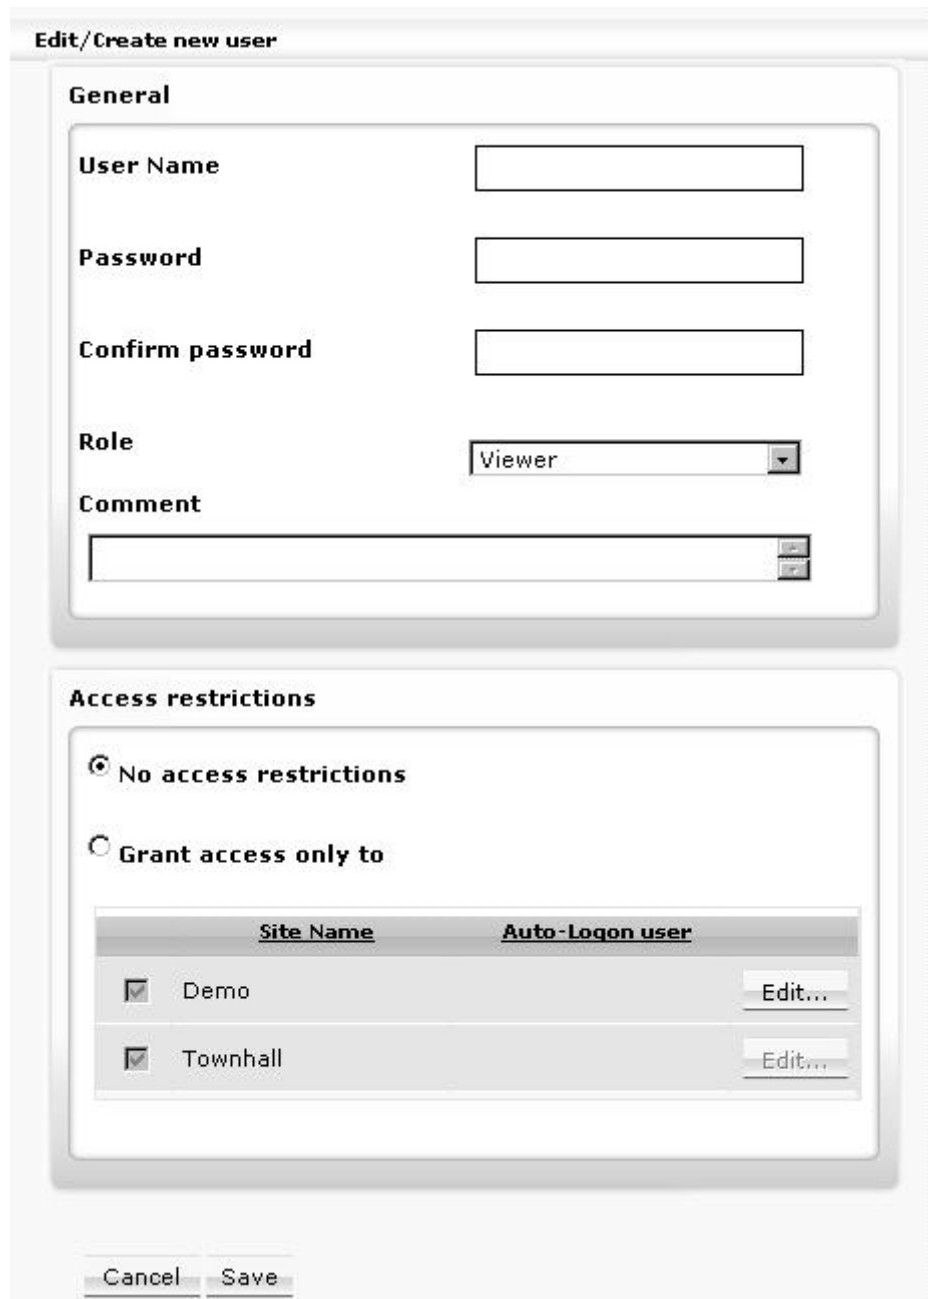 Edit/Create new user
General
User Name
Password
Confirm password
Role
Viewer
Comment
Access restrictions
No access restrictions
Grant access only to
Site Name Auto-Logon user
Demo Edit...
Townhall Edit...
Cancel Save